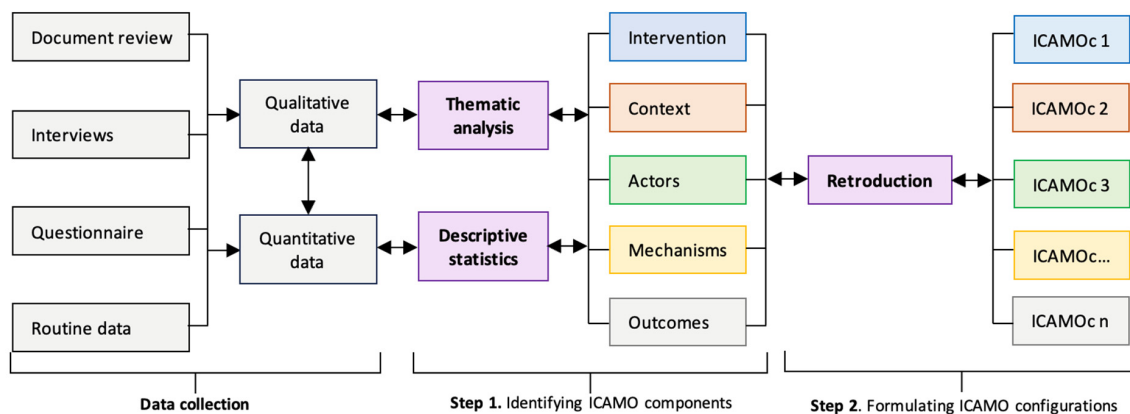 Document review
Interviews
Questionnaire
Routine data
Qualitative
data
Quantitative
data
Thematic
analysis
Descriptive
statistics
Intervention
Context
Actors
Mechanisms
Outcomes
Retroduction
ICAMOc 1
ICAMOc 2
ICAMOc 3
ICAMOc...
ICAMOc n
Data collection
Step 1. Identifying ICAMO components
Step 2. Formulating ICAMO configurations